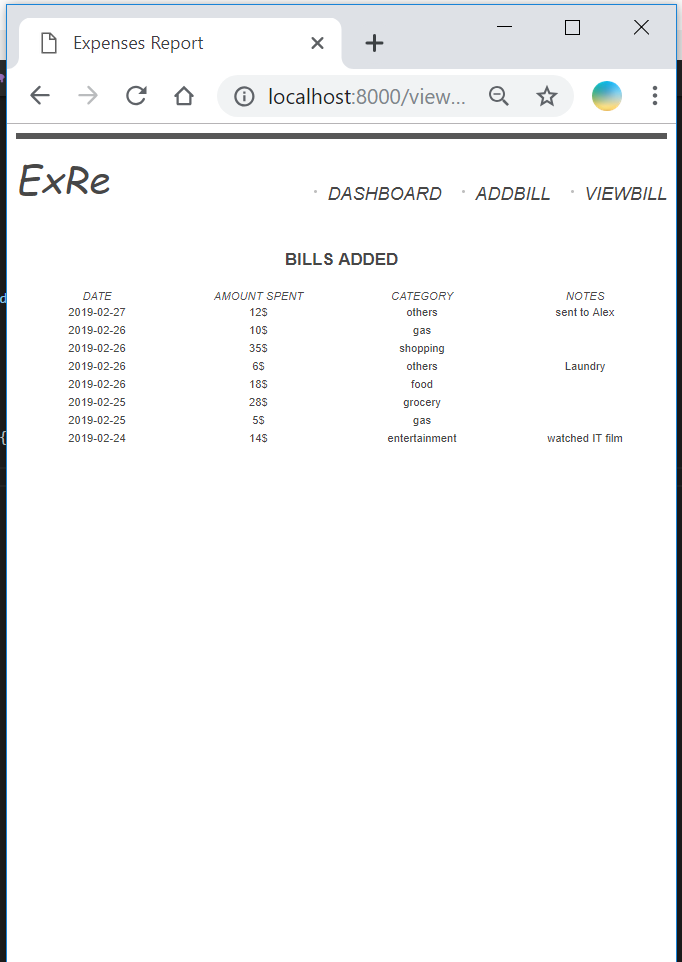 Expenses Report
localhost:8000/view...
ExRe
DASHBOARD ADDBILL VIEWBILL
BILLS ADDED
DATE AMOUNT SPENT CATEGORY NOTES
2019-02-27 12$ others sent to Alex
2019-02-26 10$ gas
2019-02-26 35$ shopping
2019-02-26 6$ others Laundry
2019-02-26 18$ food
2019-02-25 28$ grocery
2019-02-25 5$ gas
2019-02-24 14$ entertainment watched IT film
d
{